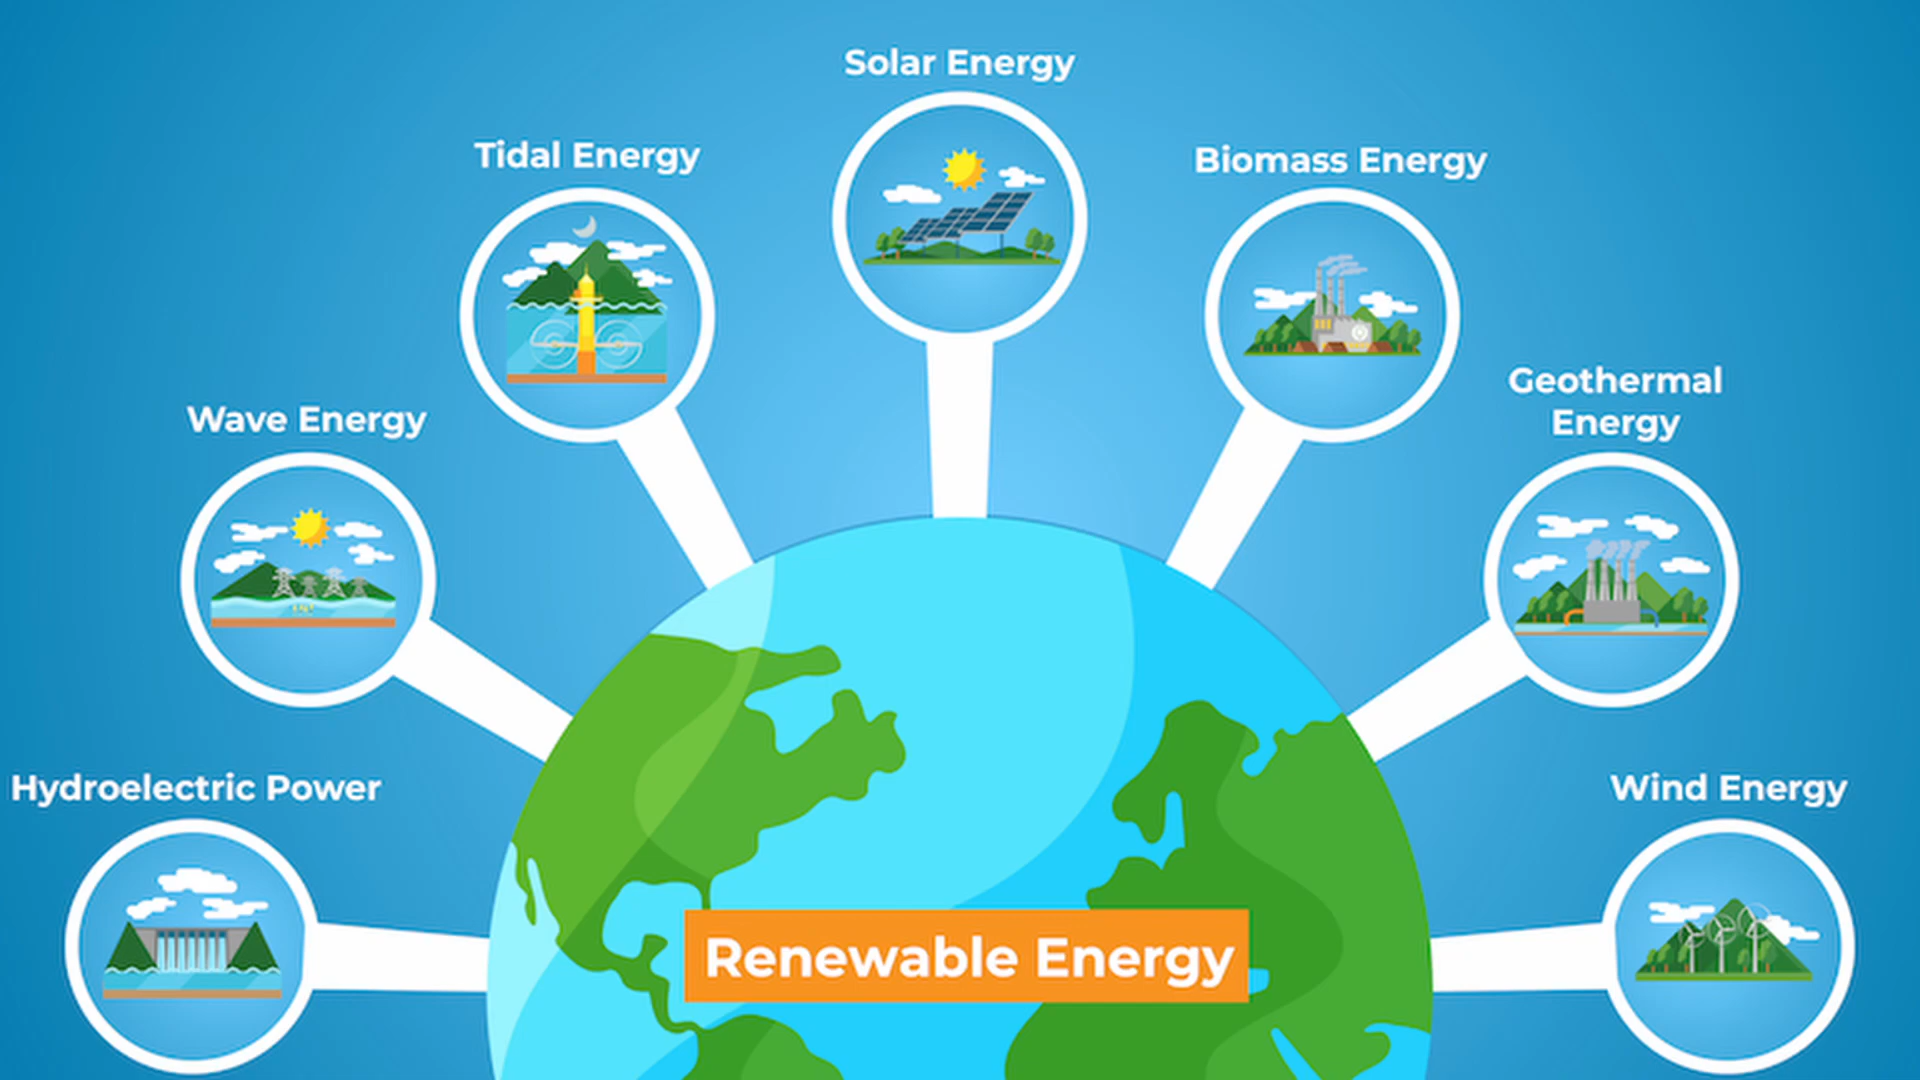 Solar Energy
Tidal Energy
Biomass Energy
Geothermal
Energy
Wave Energy
Hydroelectric Power
Wind Energy
Renewable Energy